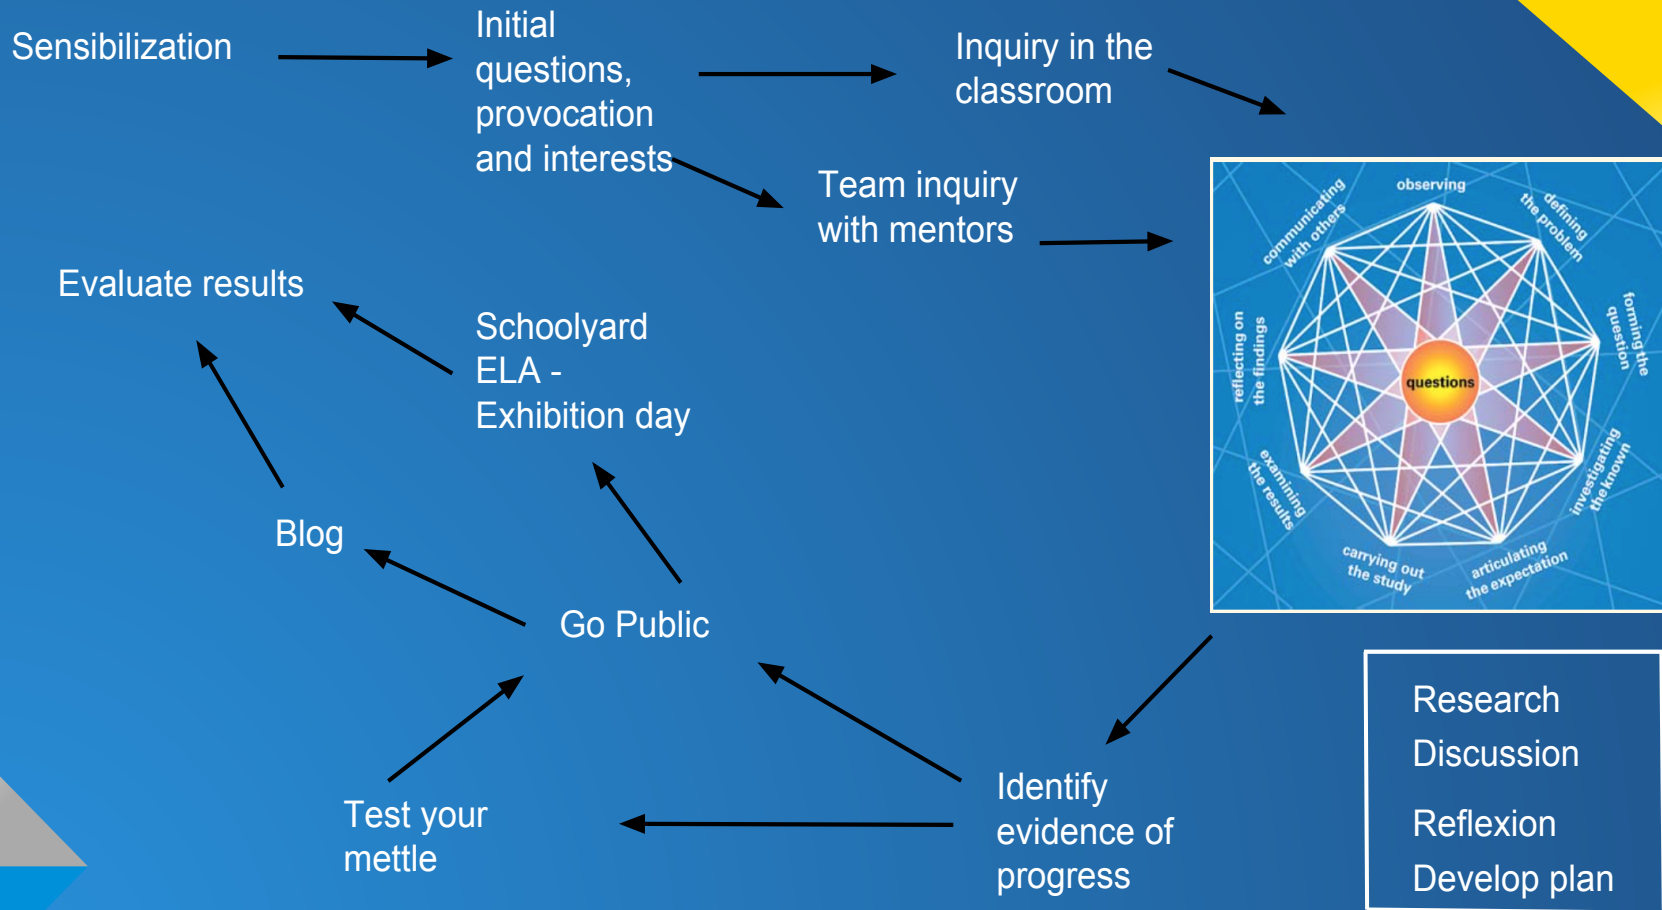 Sensibilization
Initial
questions,
provocation
and interests
Inquiry in the
classroom
Team inquiry
with mentors
observing
defining
the problem
forming the
question
investigating
the known
articulating
the expectation
carrying out
the study
examining
the results
reflecting on
the findings
communicating
with others
questions
Research
Discussion
Reflexion
Develop plan
Identify
evidence of
progress
Test your
mettle
Go Public
Blog
Schoolyard
ELA -
Exhibition day
Evaluate results